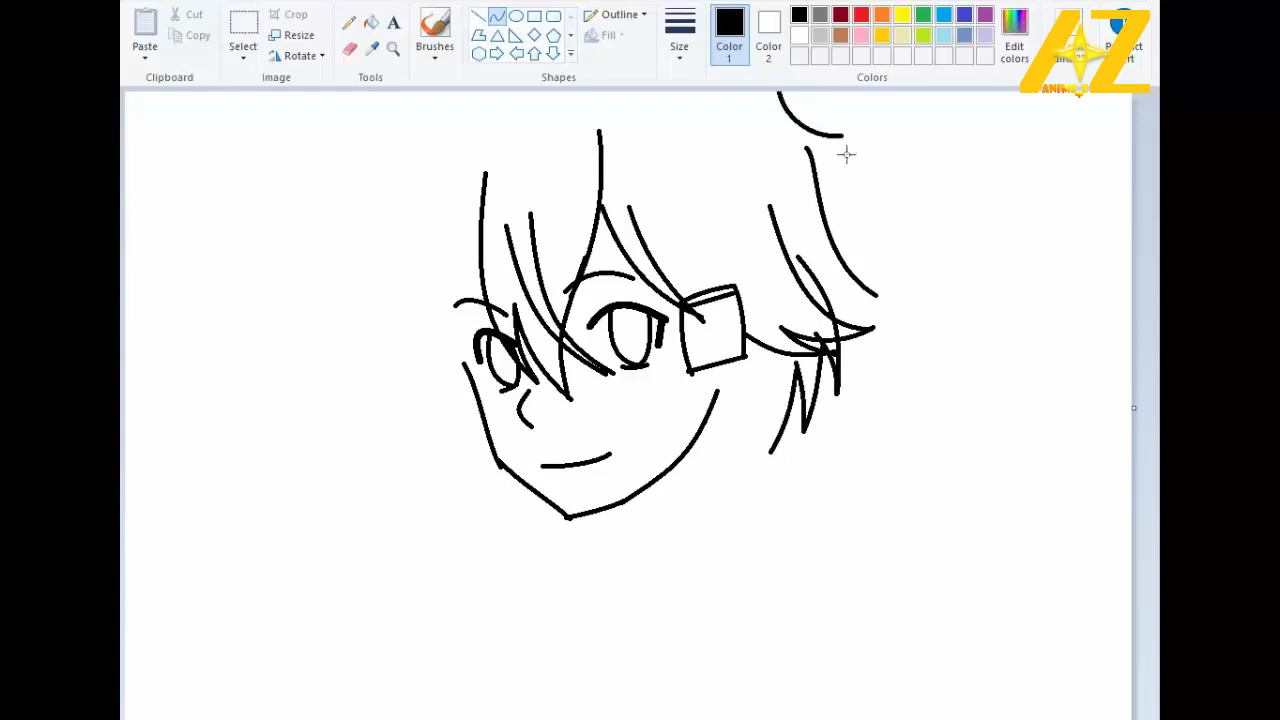 Paste
Cut
Copy
Clipboard
Select
Crop
Resize
Rotate
Image
Tools
A
Brushes
Outline
Fill
Shapes
Size
Color
1
Color
2
Colors
Edit
colors
AZ